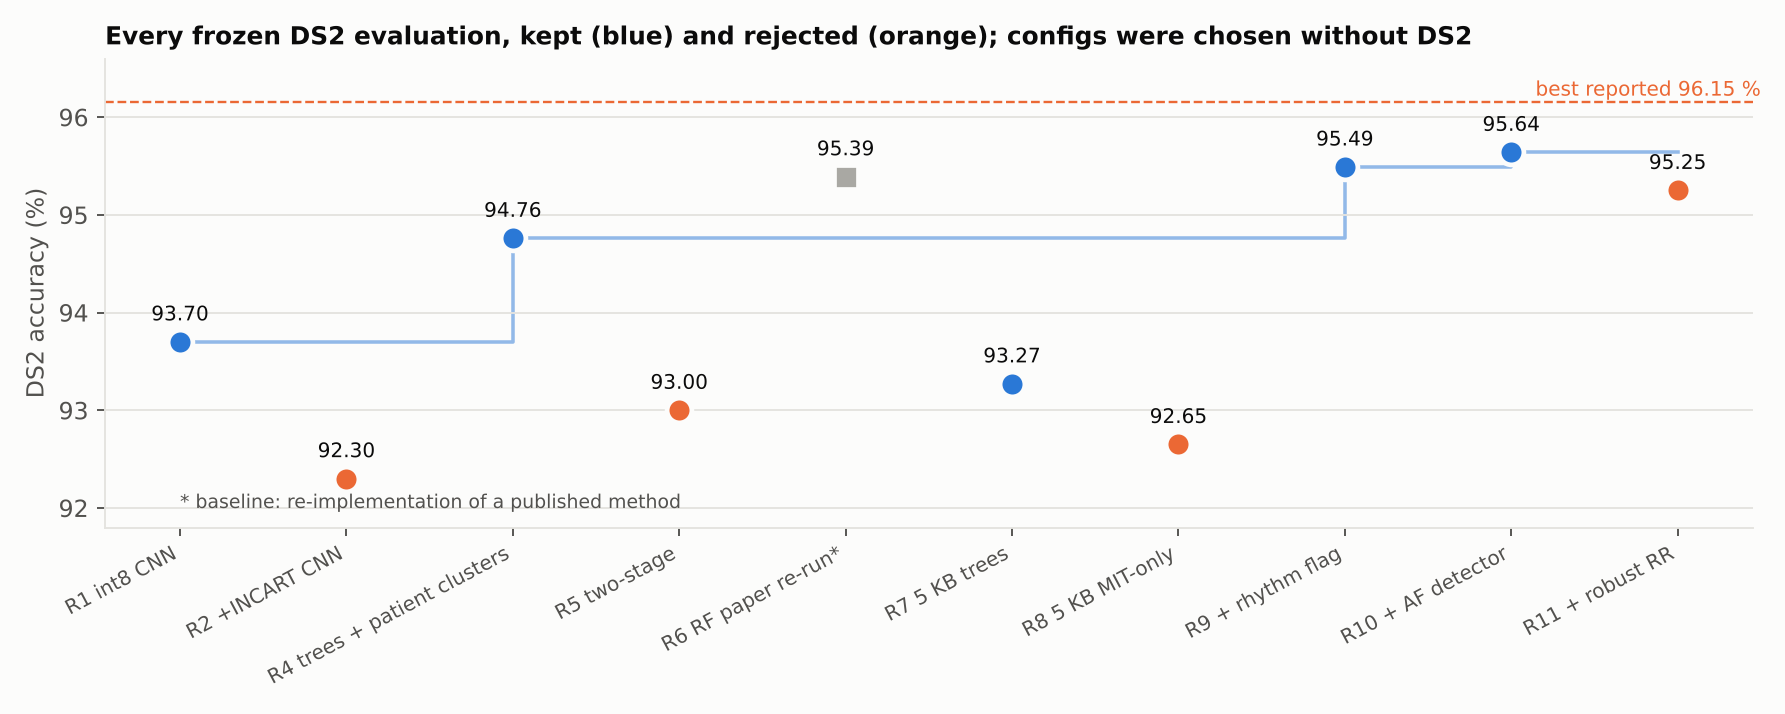 Every frozen DS2 evaluation, kept (blue) and rejected (orange); configs were chosen without DS2
best reported 96.15 %
DS2 accuracy (%)
96
95
94
93
92
93.70
92.30
94.76
93.00
95.39
93.27
92.65
95.49
95.64
95.25
* baseline: re-implementation of a published method
R1 int8 CNN
R2 +INCART CNN
R4 trees + patient clusters
R5 two-stage
R6 RF paper re-run*
R7 5 KB trees
R8 5 KB MIT-only
R9 + rhythm flag
R10 + AF detector
R11 + robust RR